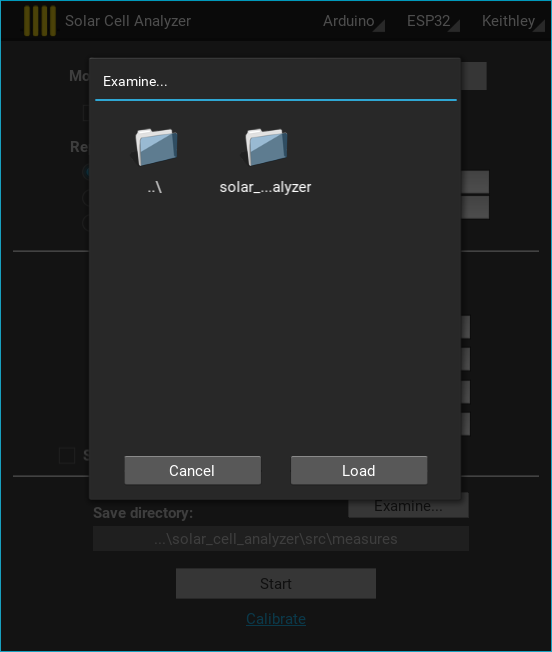 Solar Cell Analyzer Arduino ESP32 Keithley
Mo
Examine...
..\ solar_...alyzer
Re
S
Cancel Load
Save directory: Examine...
...\solar_cell_analyzer\src\measures
Start
Calibrate